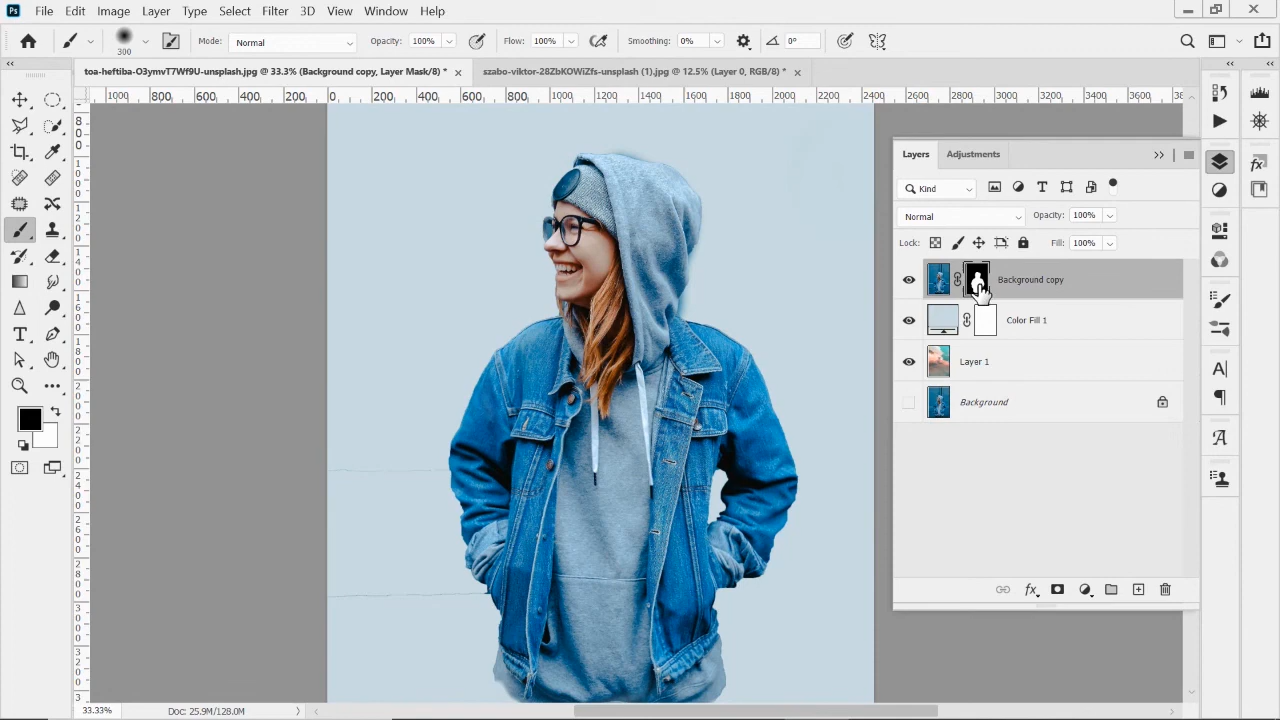 Ps File Edit Image Layer Type Select Filter 3D View Window Help
300 Mode: Normal Opacity: 100% Flow: 100% Smoothing: 0% 0°
toa-heftiba-O3ymvT7Wf9U-unsplash.jpg @ 33.3% (Background copy, Layer Mask/8) * szabo-viktor-28ZbKOWiZfs-unsplash (1).jpg @ 12.5% (Layer 0, RGB/8) *
1000 800 600 400 200 0 200 400 600 800 1000 1200 1400 1600 1800 2000 2200 2400 2600 2800 3000 3200 3400 3600
Layers Adjustments
Kind
Normal Opacity: 100%
Lock: Fill: 100%
Background copy
Color Fill 1
Layer 1
Background
33.33% Doc: 25.9M/128.0M